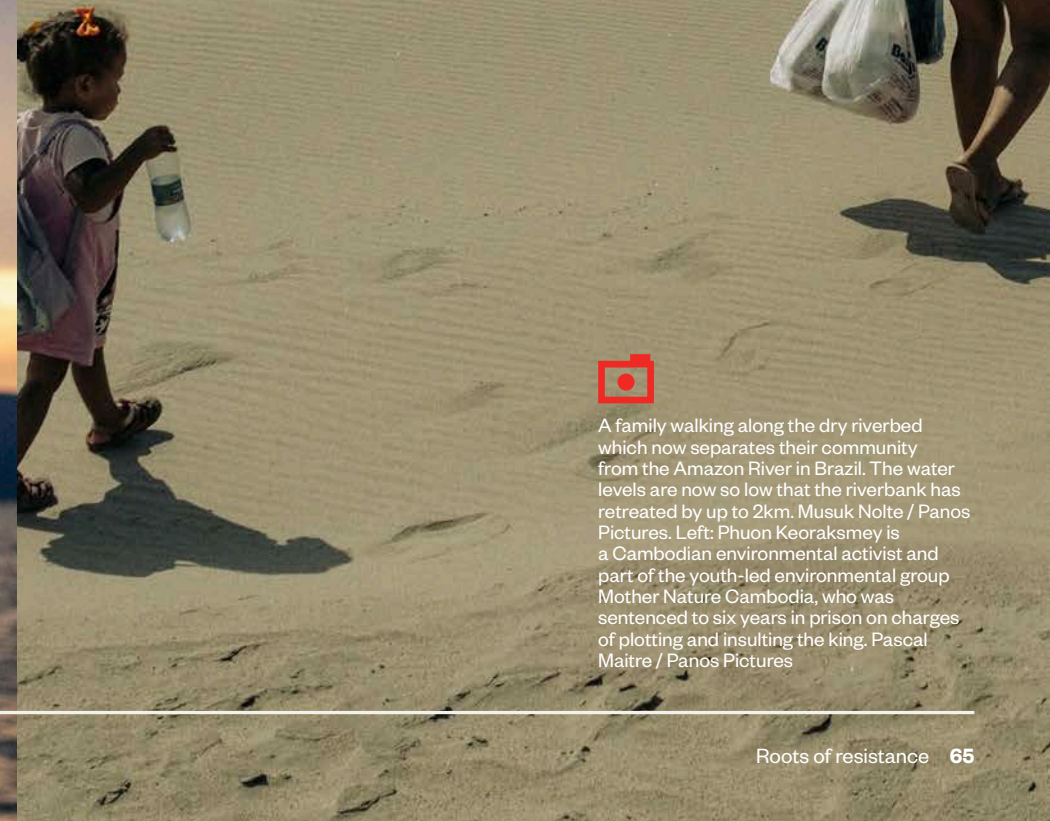 A family walking along the dry riverbed
which now separates their community
from the Amazon River in Brazil. The water
levels are now so low that the riverbank has
retreated by up to 2km. Musuk Nolte / Panos
Pictures. Left: Phuon Keoraksmey is
a Cambodian environmental activist and
part of the youth-led environmental group
Mother Nature Cambodia, who was
sentenced to six years in prison on charges
of plotting and insulting the king. Pascal
Maitre / Panos Pictures
Roots of resistance 65